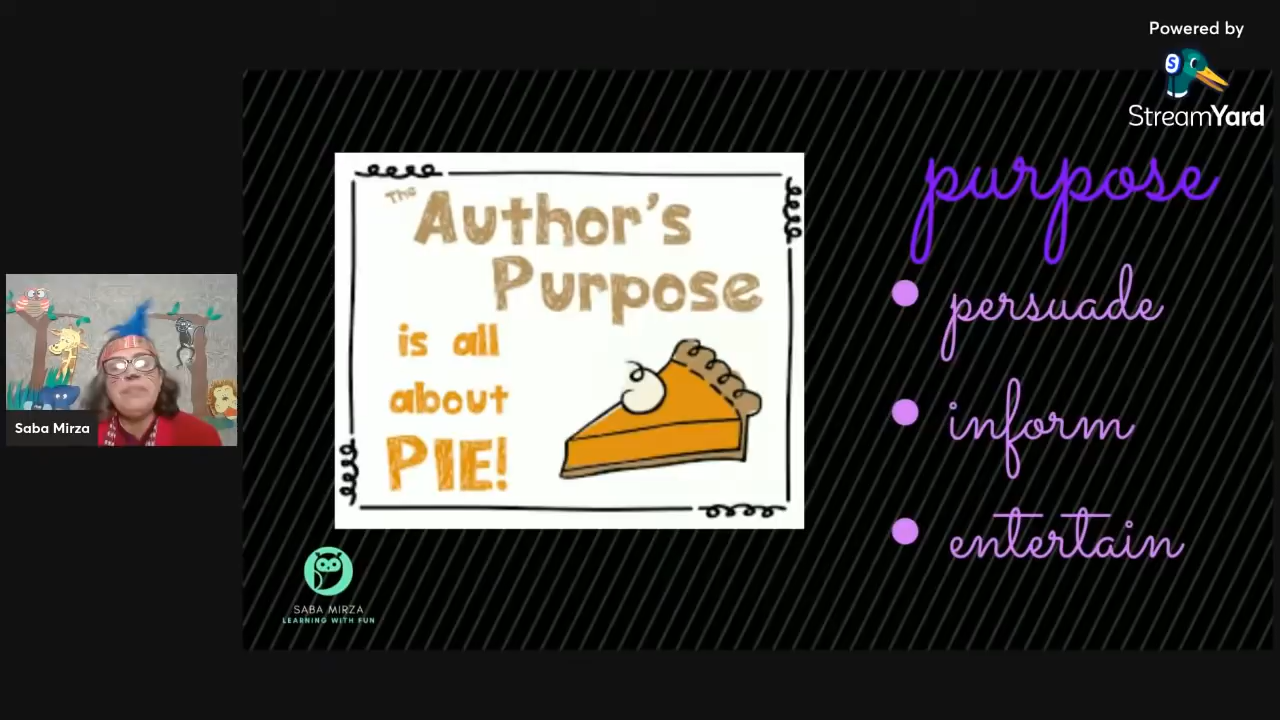 Powered by
StreamYard
The
Author's
Purpose
is all
about
PIE!
purpose
persuade
inform
entertain
Saba Mirza
SABA MIRZA
LEARNING WITH FUN